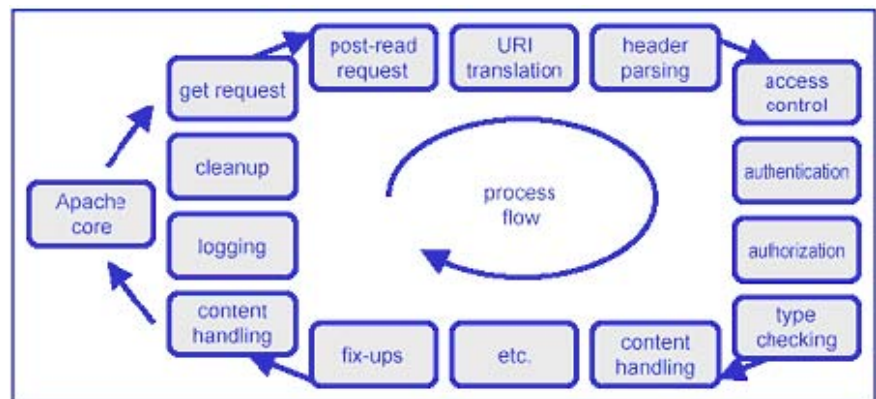 post-read
request
URI
translation
header
parsing
get request
access
control
cleanup
authentication
Apache
core
process
flow
logging
authorization
content
handling
type
checking
fix-ups
etc.
content
handling